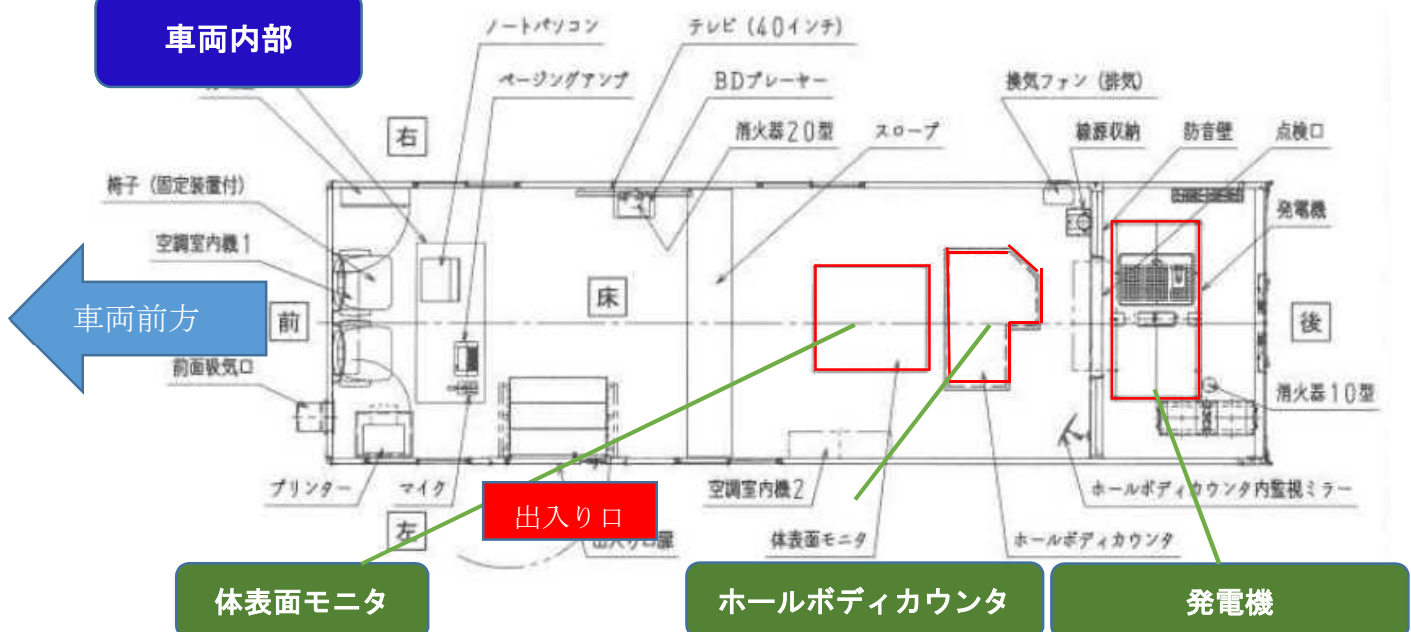 車両内部
ノートパソコン
テレビ (40インチ)
ページングアンプ
BDプレーヤー
換気ファン (排気)
右
消火器20型
スロープ
線源収納
防音壁
点検口
椅子 (固定装置付)
発電機
空調室内機1
床
車両前方
前
後
前面吸気口
消火器10型
プリンター
マイク
空調室内機2
ホールボディカウンタ内監視ミラー
出入り口
左
体表面モニタ
ホールボディカウンタ
体表面モニタ
ホールボディカウンタ
発電機